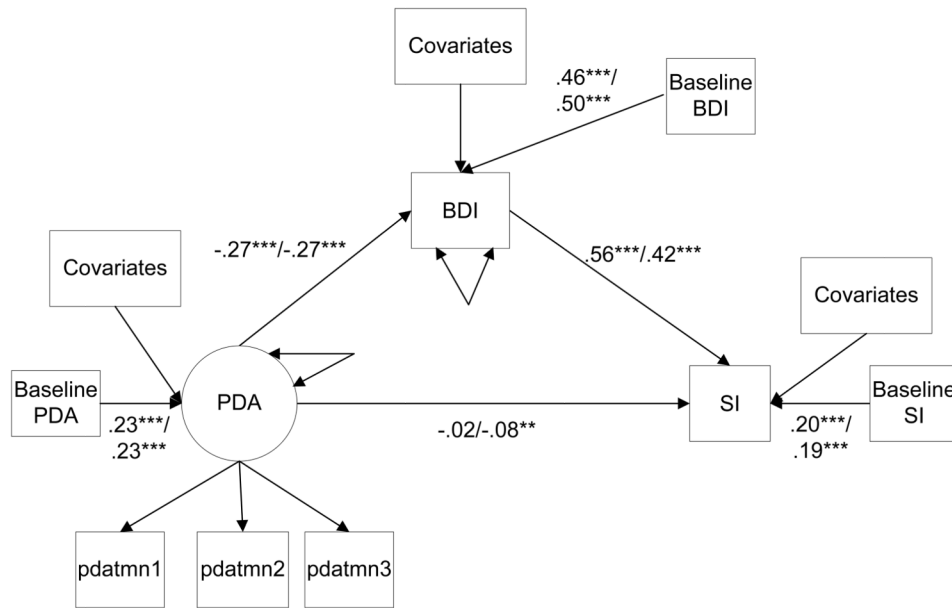 Covariates
.46***/
.50***
Baseline
BDI
BDI
-.27***/-.27***
.56***/.42***
Covariates
Covariates
Baseline
PDA
.23***/
.23***
PDA
-.02/-.08**
SI
.20***/
.19***
Baseline
SI
pdatmn1
pdatmn2
pdatmn3